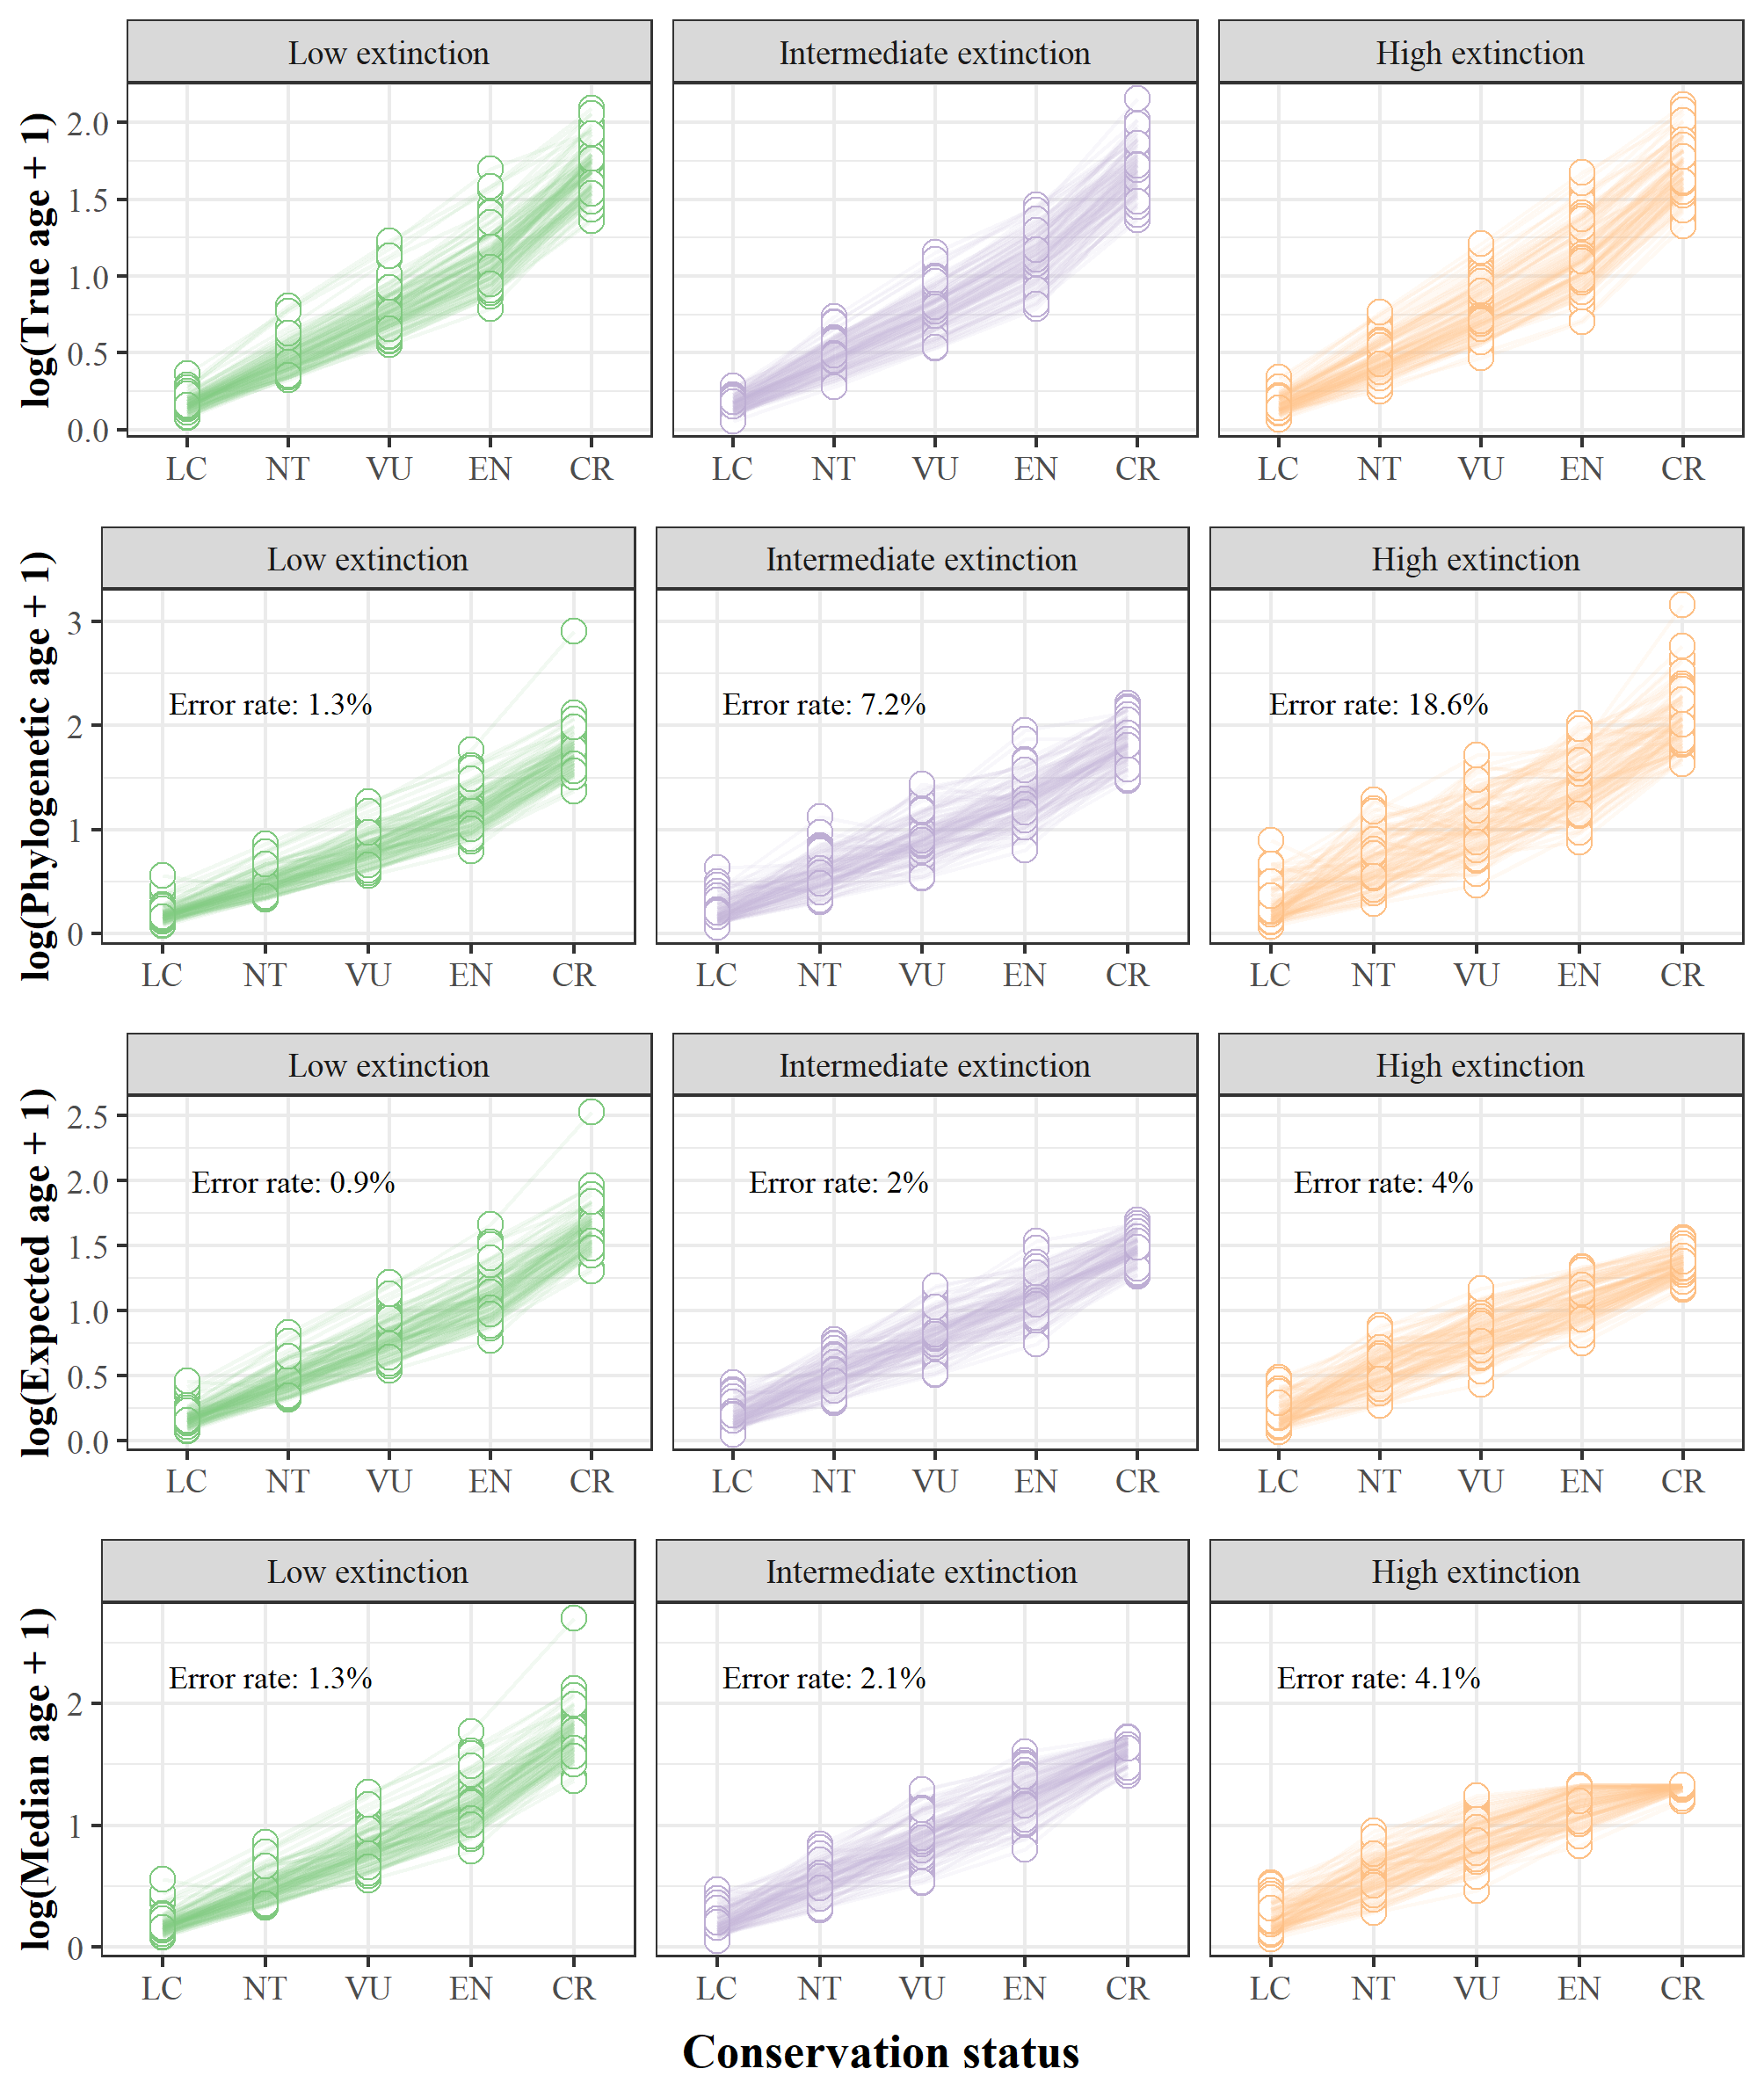 Low extinction Intermediate extinction High extinction
log(True age + 1)
2.0
1.5
1.0
0.5
0.0
LC NT VU EN CR LC NT VU EN CR LC NT VU EN CR
Low extinction Intermediate extinction High extinction
log(Phylogenetic age + 1)
3
2
1
0
Error rate: 1.3% Error rate: 7.2% Error rate: 18.6%
LC NT VU EN CR LC NT VU EN CR LC NT VU EN CR
Low extinction Intermediate extinction High extinction
log(Expected age + 1)
2.5
2.0
1.5
1.0
0.5
0.0
Error rate: 0.9% Error rate: 2% Error rate: 4%
LC NT VU EN CR LC NT VU EN CR LC NT VU EN CR
Low extinction Intermediate extinction High extinction
log(Median age + 1)
2
1
0
Error rate: 1.3% Error rate: 2.1% Error rate: 4.1%
LC NT VU EN CR LC NT VU EN CR LC NT VU EN CR
Conservation status